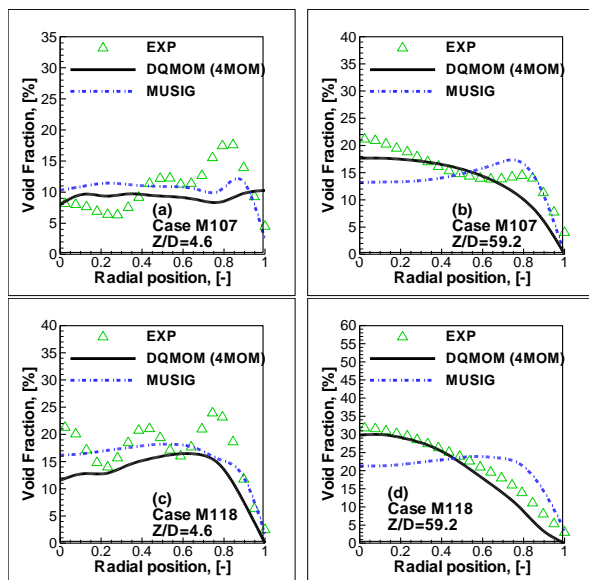 35
30
25
20
15
10
5
0
Void Fraction, [%]
EXP
DQMOM (4MOM)
MUSIG
(a)
Case M107
Z/D=4.6
0 0.2 0.4 0.6 0.8 1
Radial position, [-]
40
35
30
25
20
15
10
5
0
Void Fraction, [%]
EXP
DQMOM (4MOM)
MUSIG
(b)
Case M107
Z/D=59.2
0 0.2 0.4 0.6 0.8 1
Radial position, [-]
40
35
30
25
20
15
10
5
0
Void Fraction, [%]
EXP
DQMOM (4MOM)
MUSIG
(c)
Case M118
Z/D=4.6
0 0.2 0.4 0.6 0.8 1
Radial position, [-]
60
55
50
45
40
35
30
25
20
15
10
5
0
Void Fraction, [%]
EXP
DQMOM (4MOM)
MUSIG
(d)
Case M118
Z/D=59.2
0 0.2 0.4 0.6 0.8 1
Radial position, [-]